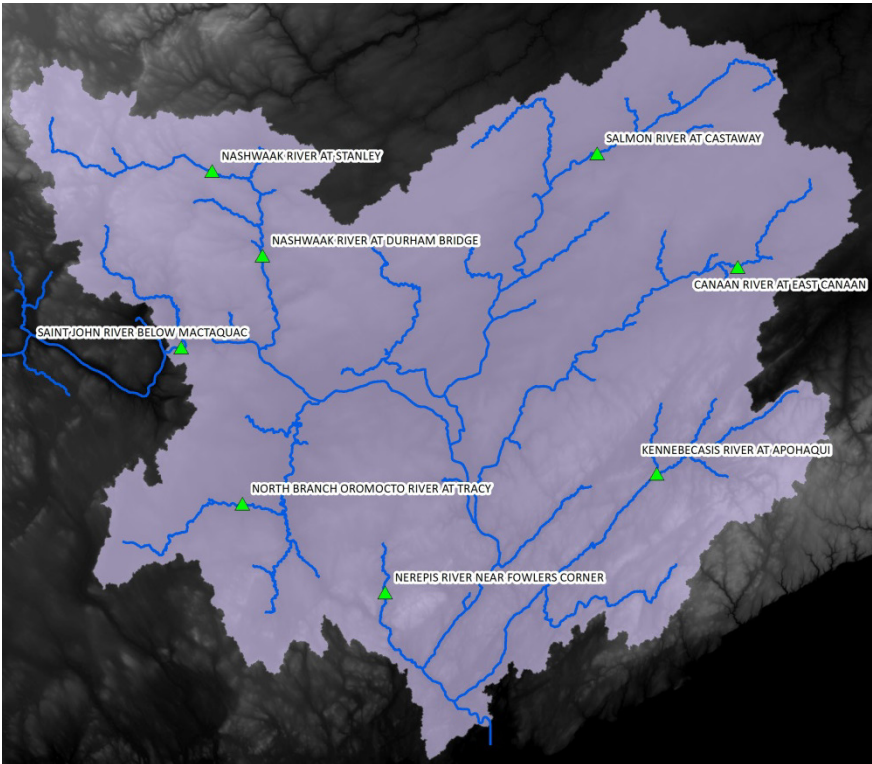 SALMON RIVER AT CASTAWAY
NASHWAAK RIVER AT STANLEY
NASHWAAK RIVER AT DURHAM BRIDGE
CANAAN RIVER AT EAST CANAAN
SAINT JOHN RIVER BELOW MACTAQUAC
KENNEBECASIS RIVER AT APOHAQUI
NORTH BRANCH OROMOCTO RIVER AT TRACY
NEREPIS RIVER NEAR FOWLERS CORNER